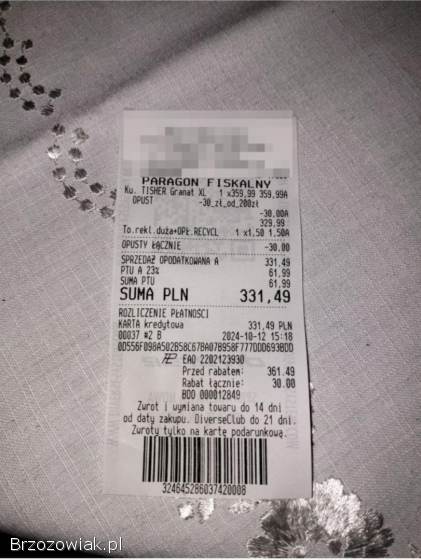 PARAGON FISKALNY
Ku. TISHER Granat XL 1 x359,99 359,99A
OPUST -30_zł_od_200zł
-30,00A
329,99
To.rekl.duża+OPŁ.RECYCL 1 x1,50 1,50A
OPUSTY ŁĄCZNIE -30,00
SPRZEDAŻ OPODATKOWANA A 331,49
PTU A 23% 61,99
SUMA PTU 61,99
SUMA PLN 331,49
ROZLICZENIE PŁATNOŚCI
KARTA kredytowa 331,49 PLN
00037 #2 B 2024-10-12 15:18
0D556F098A502B58C67BA07B958F777DDD693BDD
EAO 2202123930
Przed rabatem: 361,49
Rabat łącznie: 30,00
BDO 000012849
Zwrot i wymiana towaru do 14 dni
od daty zakupu. DiverseClub do 21 dni.
Zwroty tylko na kartę podarunkową.
324645286037420008
Brzozowiak.pl